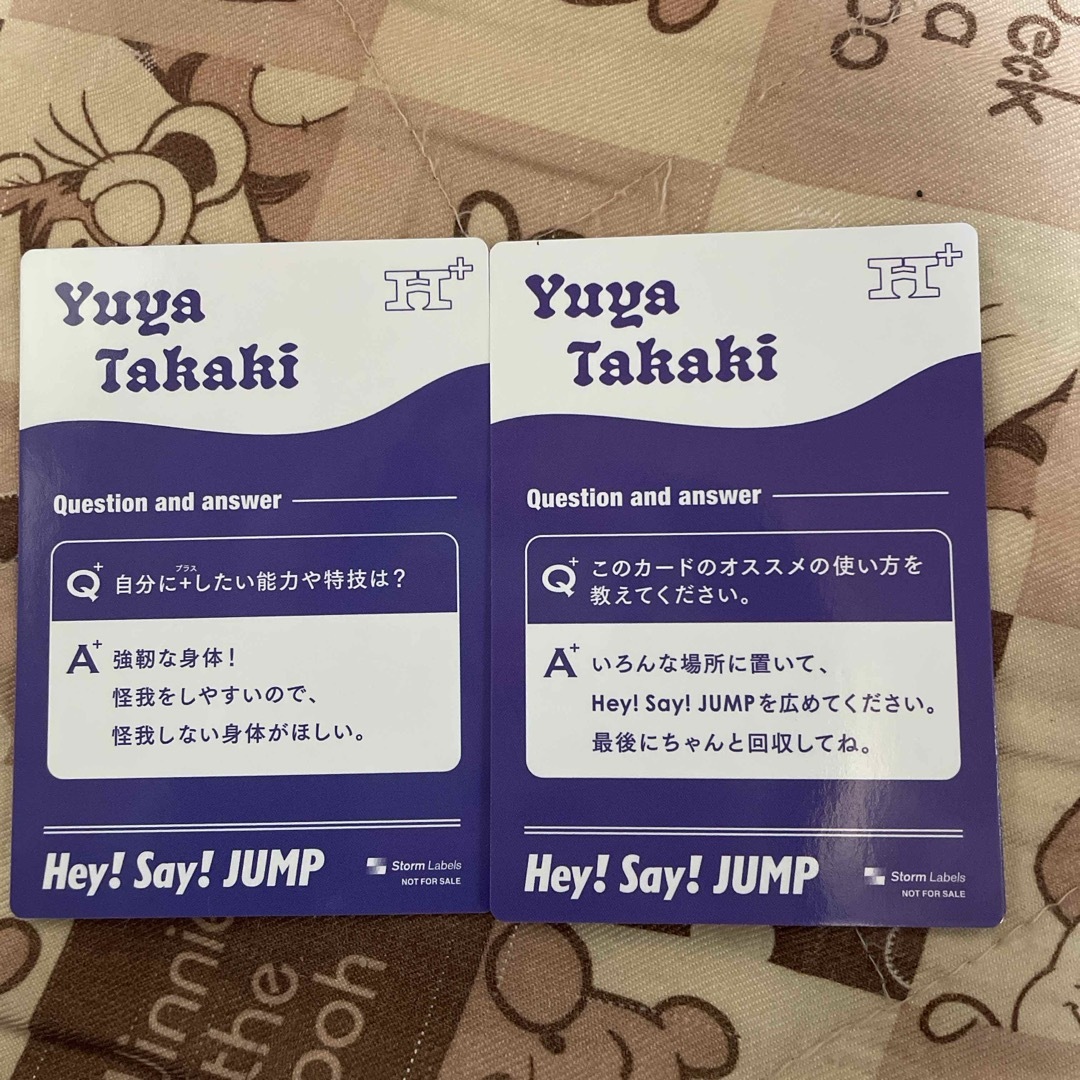 eck
a
oo
Yuya
Takaki
H+
Question and answer
Q+
プラス
自分に+したい能力や特技は？
A+
強靭な身体！
怪我をしやすいので、
怪我しない身体がほしい。
Hey! Say! JUMP
Storm Labels
NOT FOR SALE
Yuya
Takaki
H+
Question and answer
Q+
このカードのオススメの使い方を
教えてください。
A+
いろんな場所に置いて、
Hey! Say! JUMPを広めてください。
最後にちゃんと回収してね。
Hey! Say! JUMP
Storm Labels
NOT FOR SALE
innie
the
ooh